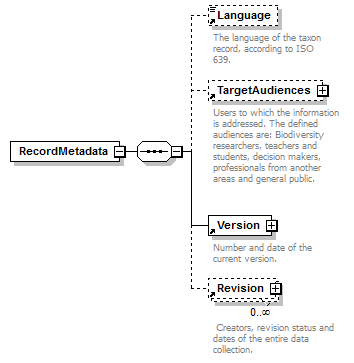 Language
The language of the taxon
record, according to ISO
639.
TargetAudiences
Users to which the information
is addressed. The defined
audiences are: Biodiversity
researchers, teachers and
students, decision makers,
professionals from another
areas and general public.
RecordMetadata
Version
Number and date of the
current version.
Revision
0..∞
Creators, revision status and
dates of the entire data
collection.